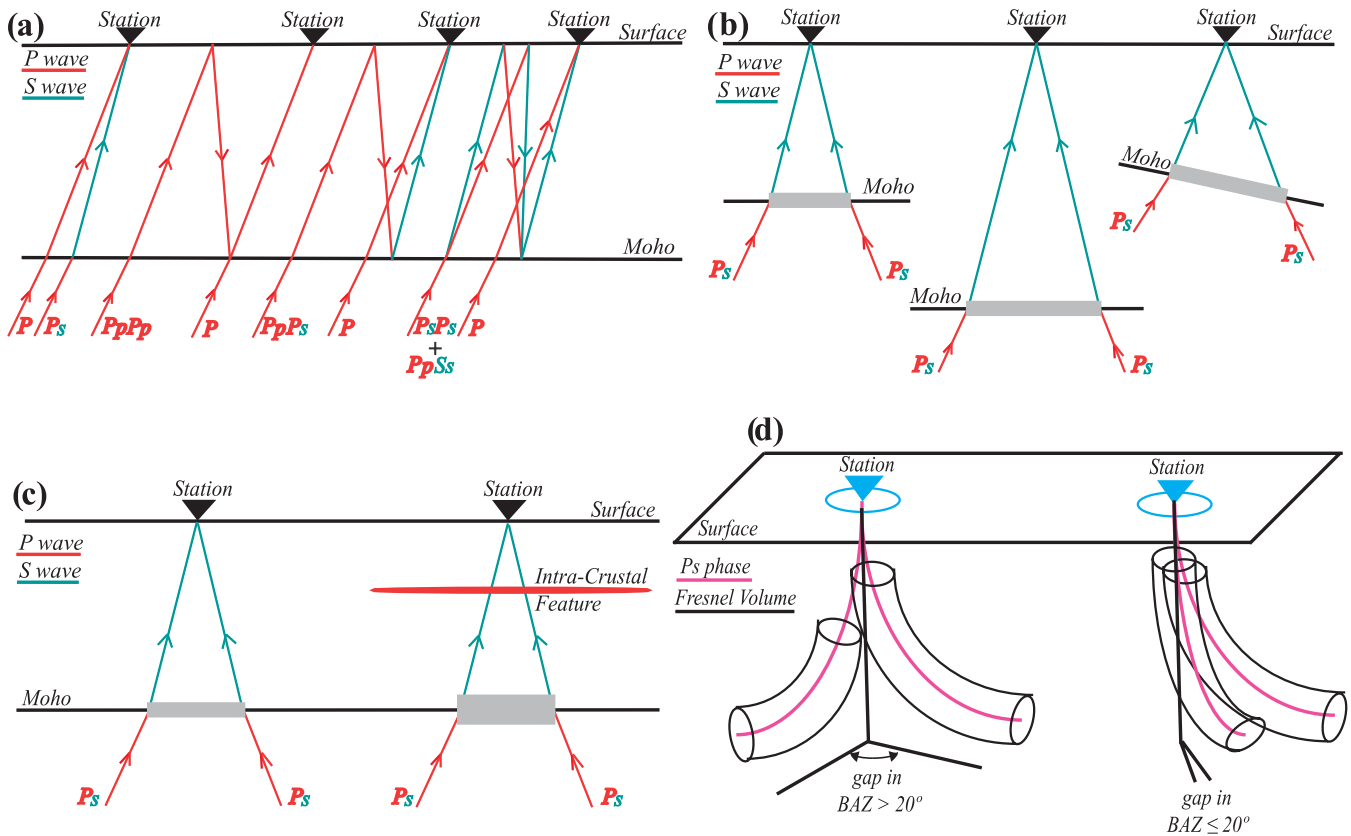 (a)
Station Station Station Station
Surface
P wave
S wave
Moho
P Ps PpPp P PpPs P PsPs P
+
PpSs
(b)
Station Station Station
Surface
P wave
S wave
Moho
Moho
Ps
Ps Ps
Ps
Moho
Ps Ps
(c)
Station Station
Surface
P wave
S wave
Intra-Crustal
Feature
Moho
Ps Ps Ps Ps
(d)
Station Station
Surface
Ps phase
Fresnel Volume
gap in
BAZ > 20°
gap in
BAZ ≤ 20°